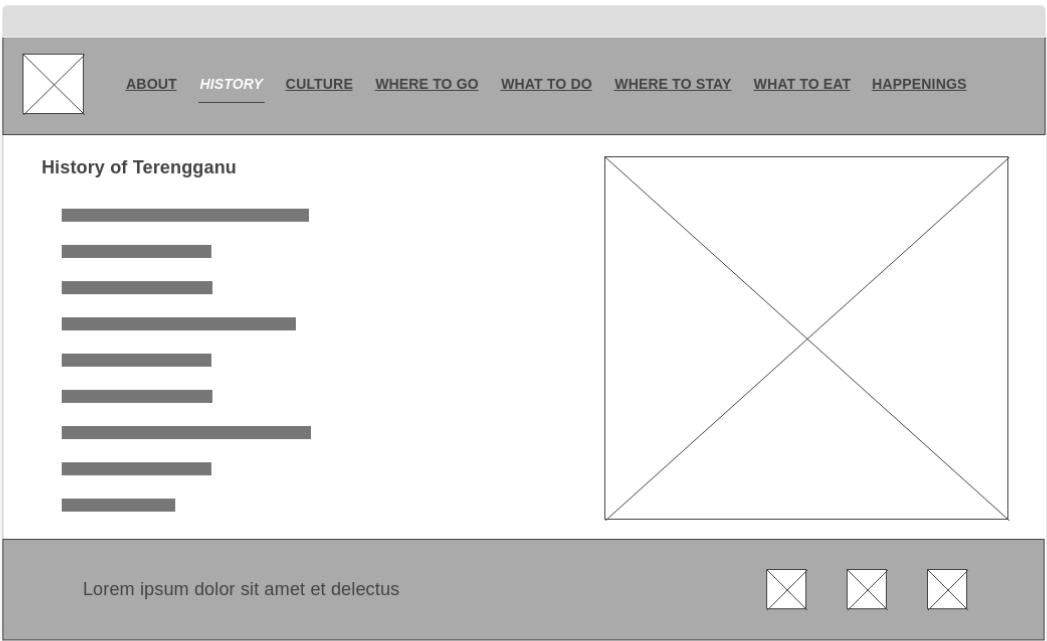 ABOUT HISTORY CULTURE WHERE TO GO WHAT TO DO WHERE TO STAY WHAT TO EAT HAPPENINGS
History of Terengganu
Lorem ipsum dolor sit amet et delectus